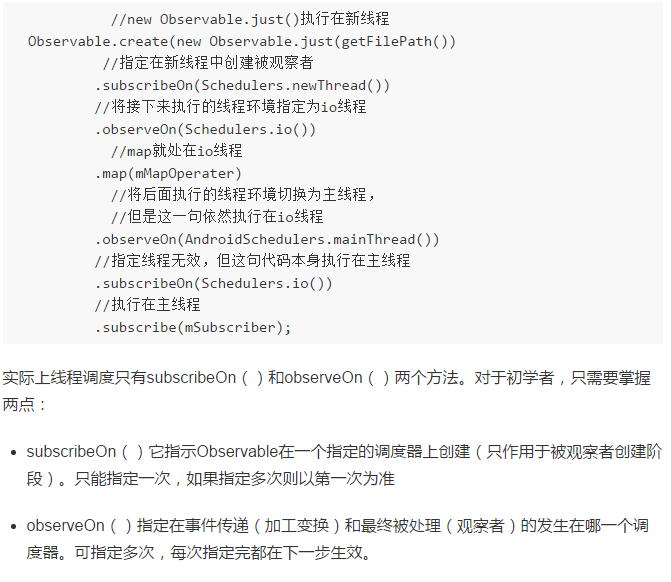 //new Observable.just()执行在新线程
Observable.create(new Observable.just(getFilePath())
//指定在新线程中创建被观察者
.subscribeOn(Schedulers.newThread())
//将接下来执行的线程环境指定为io线程
.observeOn(Schedulers.io())
//map就处在io线程
.map(mMapOperater)
//将后面执行的线程环境切换为主线程，
//但是这一句依然执行在io线程
.observeOn(AndroidSchedulers.mainThread())
//指定线程无效，但这句代码本身执行在主线程
.subscribeOn(Schedulers.io())
//执行在主线程
.subscribe(mSubscriber);
实际上线程调度只有subscribeOn（ ）和observeOn（ ）两个方法。对于初学者，只需要掌握
两点：
• subscribeOn（ ）它指示Observable在一个指定的调度器上创建（只作用于被观察者创建阶
段）。只能指定一次，如果指定多次则以第一次为准
• observeOn（ ）指定在事件传递（加工变换）和最终被处理（观察者）的发生在哪一个调
度器。可指定多次，每次指定完都在下一步生效。